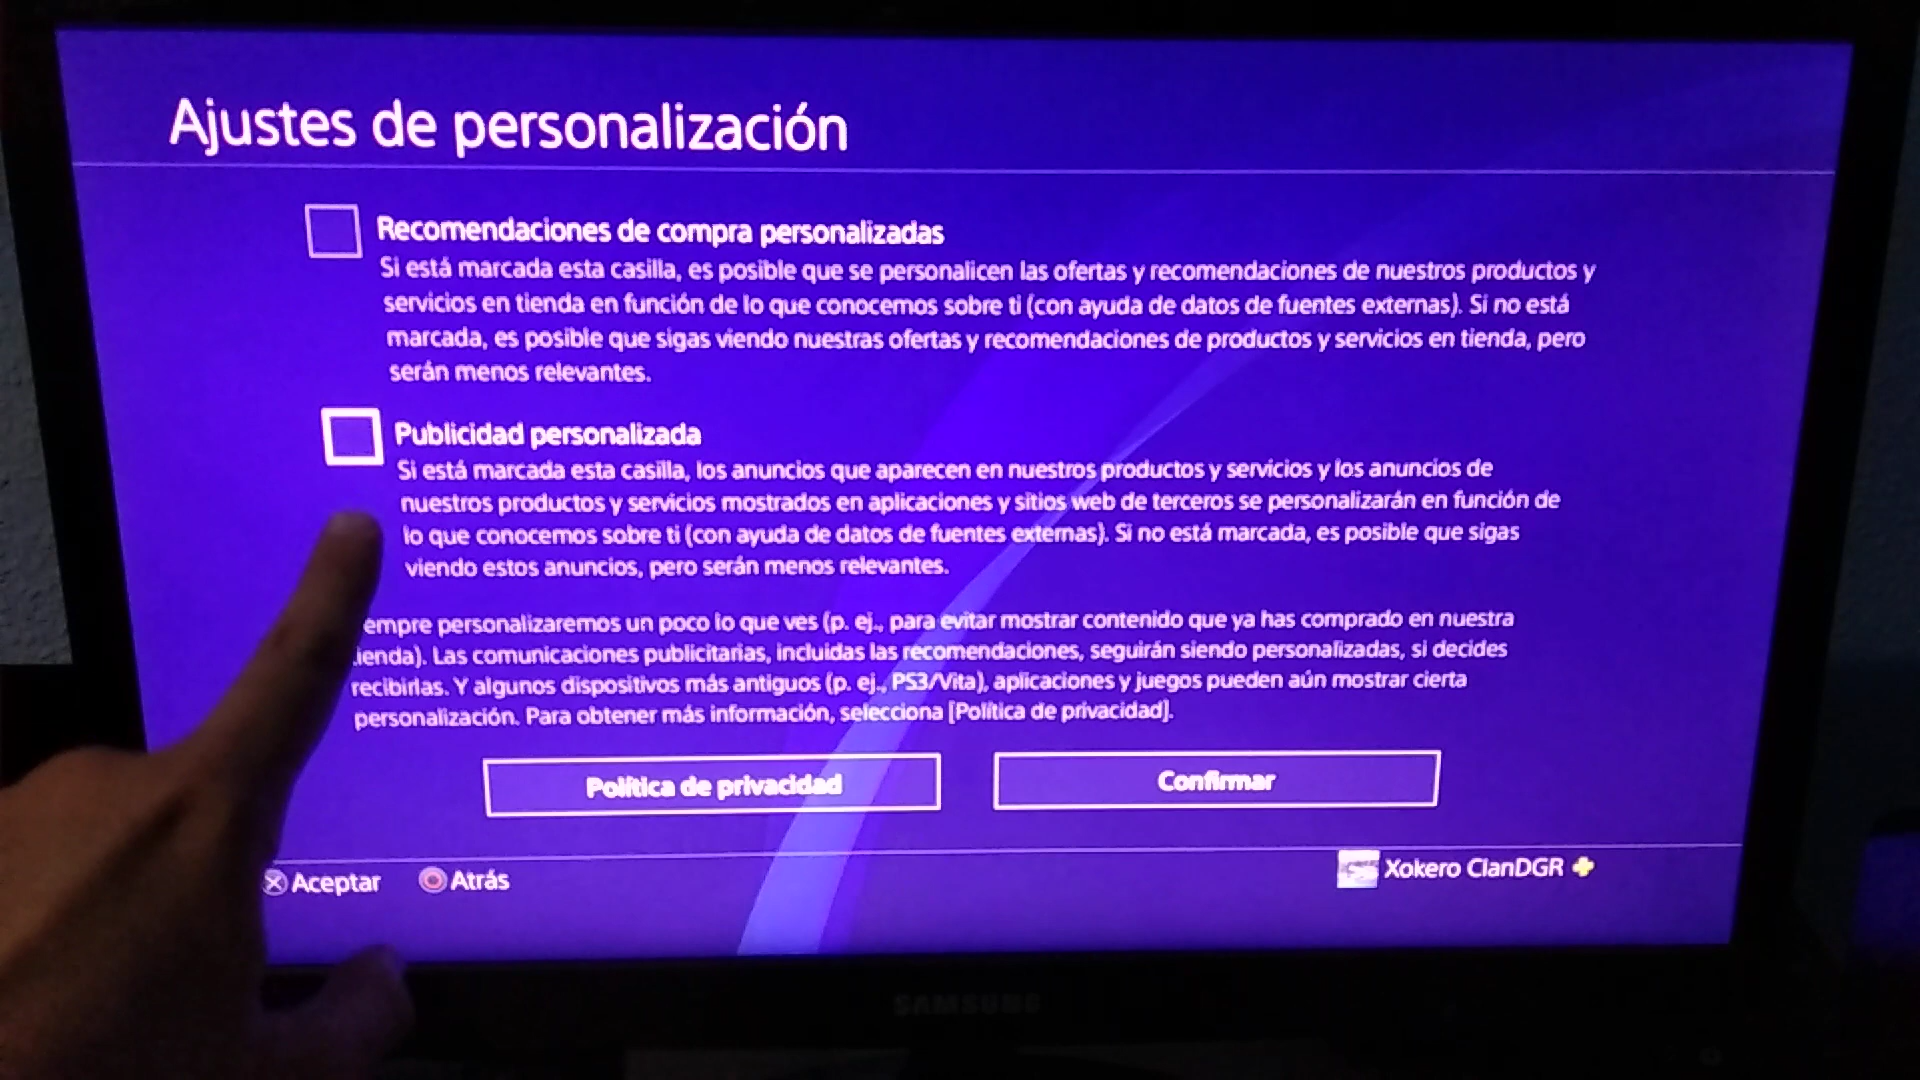 Ajustes de personalización
Recomendaciones de compra personalizadas
Si está marcada esta casilla, es posible que se personalicen las ofertas y recomendaciones de nuestros productos y
servicios en tienda en función de lo que conocemos sobre ti (con ayuda de datos de fuentes externas). Si no está
marcada, es posible que sigas viendo nuestras ofertas y recomendaciones de productos y servicios en tienda, pero
serán menos relevantes.
Publicidad personalizada
Si está marcada esta casilla, los anuncios que aparecen en nuestros productos y servicios y los anuncios de
nuestros productos y servicios mostrados en aplicaciones y sitios web de terceros se personalizarán en función de
lo que conocemos sobre ti (con ayuda de datos de fuentes externas). Si no está marcada, es posible que sigas
viendo estos anuncios, pero serán menos relevantes.
empre personalizaremos un poco lo que ves (p. ej., para evitar mostrar contenido que ya has comprado en nuestra
ienda). Las comunicaciones publicitarias, incluidas las recomendaciones, seguirán siendo personalizadas, si decides
recibirlas. Y algunos dispositivos más antiguos (p. ej., PS3/Vita), aplicaciones y juegos pueden aún mostrar cierta
personalización. Para obtener más información, selecciona [Política de privacidad].
Política de privacidad
Confirmar
Aceptar
Atrás
Xokero ClanDGR
SAMSUNG